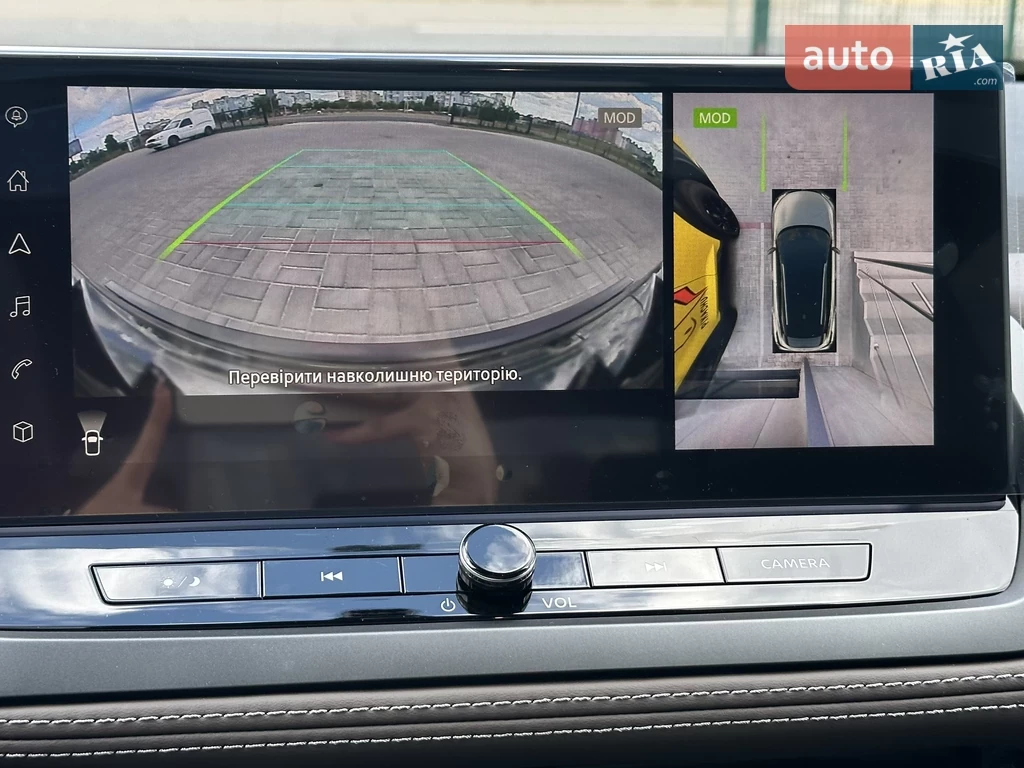 auto
RIA
.com
MOD
MOD
Перевірити навколишню територію.
CAMERA
VOL